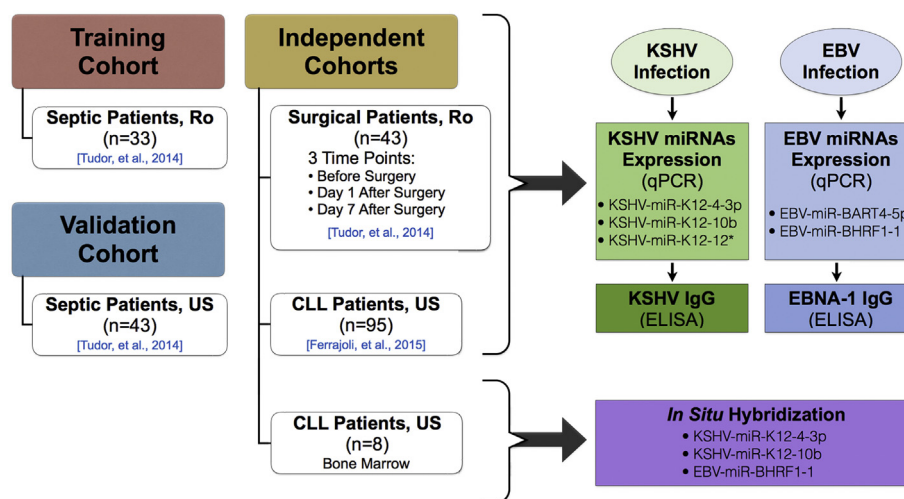 Training
Cohort
Septic Patients, Ro
(n=33)
[Tudor, et al., 2014]
Validation
Cohort
Septic Patients, US
(n=43)
[Tudor, et al., 2014]
Independent
Cohorts
Surgical Patients, Ro
(n=43)
3 Time Points:
• Before Surgery
• Day 1 After Surgery
• Day 7 After Surgery
[Tudor, et al., 2014]
CLL Patients, US
(n=95)
[Ferrajoli, et al., 2015]
CLL Patients, US
(n=8)
Bone Marrow
KSHV
Infection
KSHV miRNAs
Expression
(qPCR)
• KSHV-miR-K12-4-3p
• KSHV-miR-K12-10b
• KSHV-miR-K12-12*
KSHV IgG
(ELISA)
EBV
Infection
EBV miRNAs
Expression
(qPCR)
• EBV-miR-BART4-5p
• EBV-miR-BHRF1-1
EBNA-1 IgG
(ELISA)
In Situ Hybridization
• KSHV-miR-K12-4-3p
• KSHV-miR-K12-10b
• EBV-miR-BHRF1-1